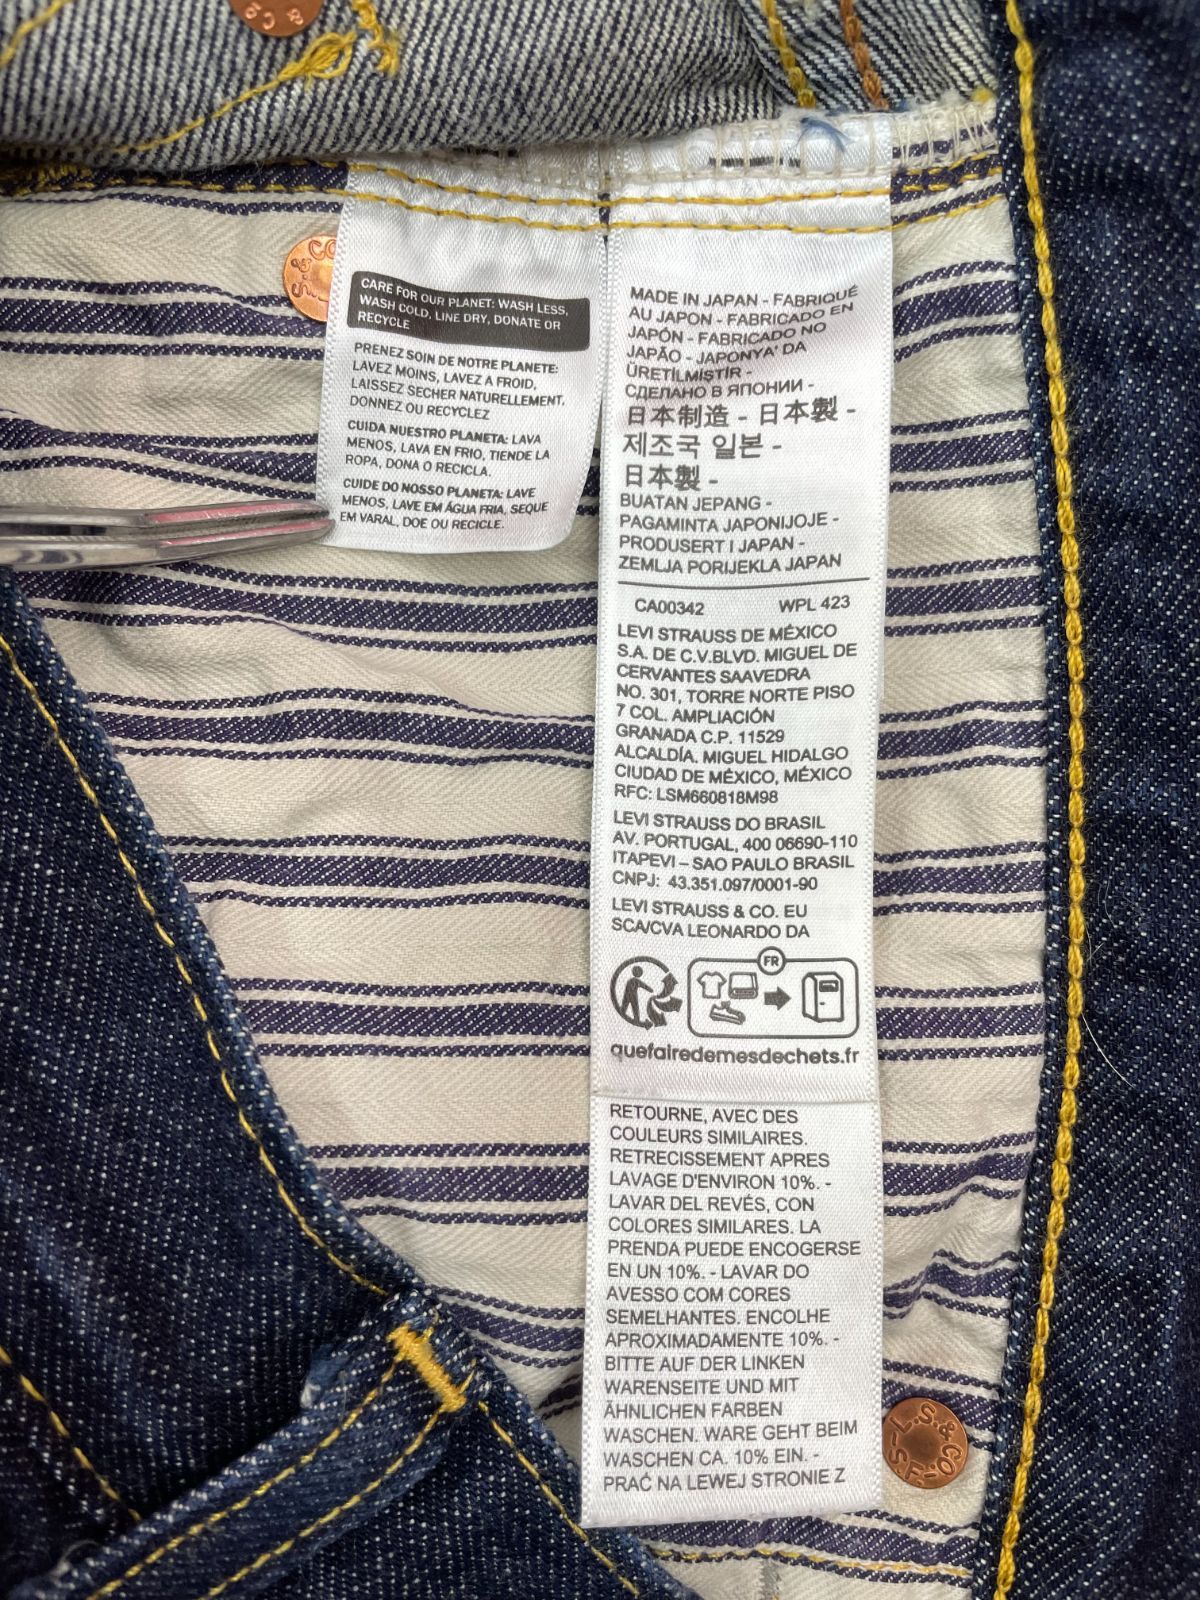 & Co
CARE FOR OUR PLANET: WASH LESS,
WASH COLD, LINE DRY, DONATE OR
RECYCLE
PRENEZ SOIN DE NOTRE PLANETE:
LAVEZ MOINS, LAVEZ A FROID,
LAISSEZ SECHER NATURELLEMENT,
DONNEZ OU RECYCLEZ
CUIDA NUESTRO PLANETA: LAVA
MENOS, LAVA EN FRIO, TIENDE LA
ROPA, DONA O RECICLA.
CUIDE DO NOSSO PLANETA: LAVE
MENOS, LAVE EM ÁGUA FRIA, SEQUE
EM VARAL, DOE OU RECICLE.
MADE IN JAPAN - FABRIQUÉ
AU JAPON - FABRICADO EN
JAPÓN - FABRICADO NO
JAPÃO - JAPONYA' DA
ÜRETİLMİSTİR -
СДЕЛАНО В ЯПОНИИ -
日本制造 - 日本製 -
제조국 일본 -
日本製 -
BUATAN JEPANG -
PAGAMINTA JAPONIJOJE -
PRODUSERT I JAPAN -
ZEMLJA PORIJEKLA JAPAN
CA00342 WPL 423
LEVI STRAUSS DE MÉXICO
S.A. DE C.V.BLVD. MIGUEL DE
CERVANTES SAAVEDRA
NO. 301, TORRE NORTE PISO
7 COL. AMPLIACIÓN
GRANADA C.P. 11529
ALCALDÍA. MIGUEL HIDALGO
CIUDAD DE MÉXICO, MÉXICO
RFC: LSM660818M98
LEVI STRAUSS DO BRASIL
AV. PORTUGAL, 400 06690-110
ITAPEVI – SAO PAULO BRASIL
CNPJ: 43.351.097/0001-90
LEVI STRAUSS & CO. EU
SCA/CVA LEONARDO DA
FR
quefairedemesdechets.fr
RETOURNE, AVEC DES
COULEURS SIMILAIRES.
RETRECISSEMENT APRES
LAVAGE D'ENVIRON 10%. -
LAVAR DEL REVÉS, CON
COLORES SIMILARES. LA
PRENDA PUEDE ENCOGERSE
EN UN 10%. - LAVAR DO
AVESSO COM CORES
SEMELHANTES. ENCOLHE
APROXIMADAMENTE 10%. -
BITTE AUF DER LINKEN
WARENSEITE UND MIT
ÄHNLICHEN FARBEN
WASCHEN. WARE GEHT BEIM
WASCHEN CA. 10% EIN. -
PRAĆ NA LEWEJ STRONIE Z
L.S.&CO
S.F.